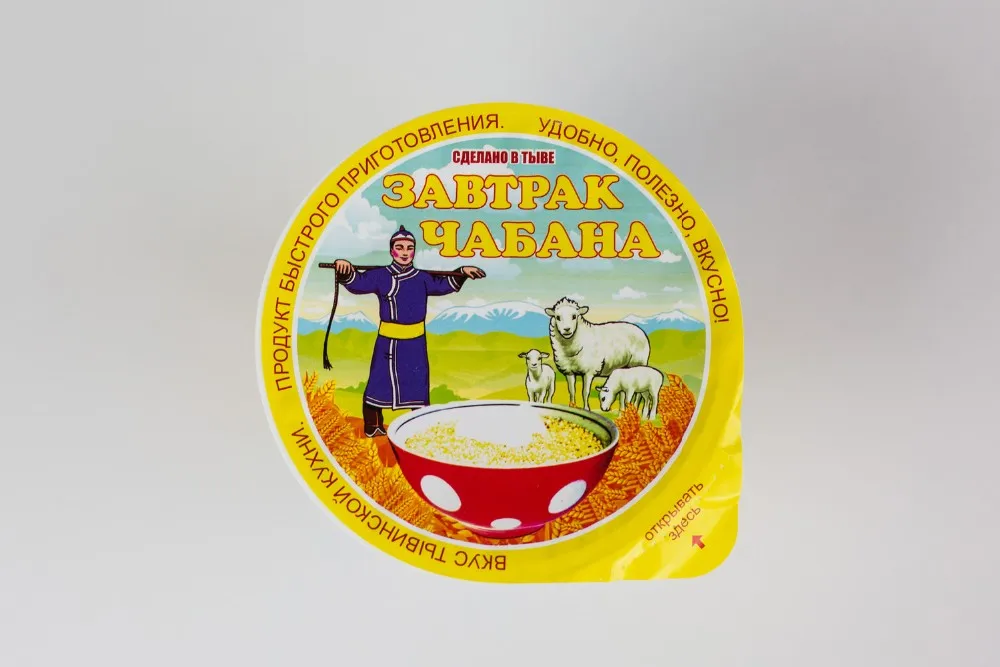 ПРОДУКТ БЫСТРОГО ПРИГОТОВЛЕНИЯ.
УДОБНО, ПОЛЕЗНО, ВКУСНО!
СДЕЛАНО В ТЫВЕ
ЗАВТРАК
ЧАБАНА
ВКУС ТЫВИНСКОЙ КУХНИ.
открывать
здесь